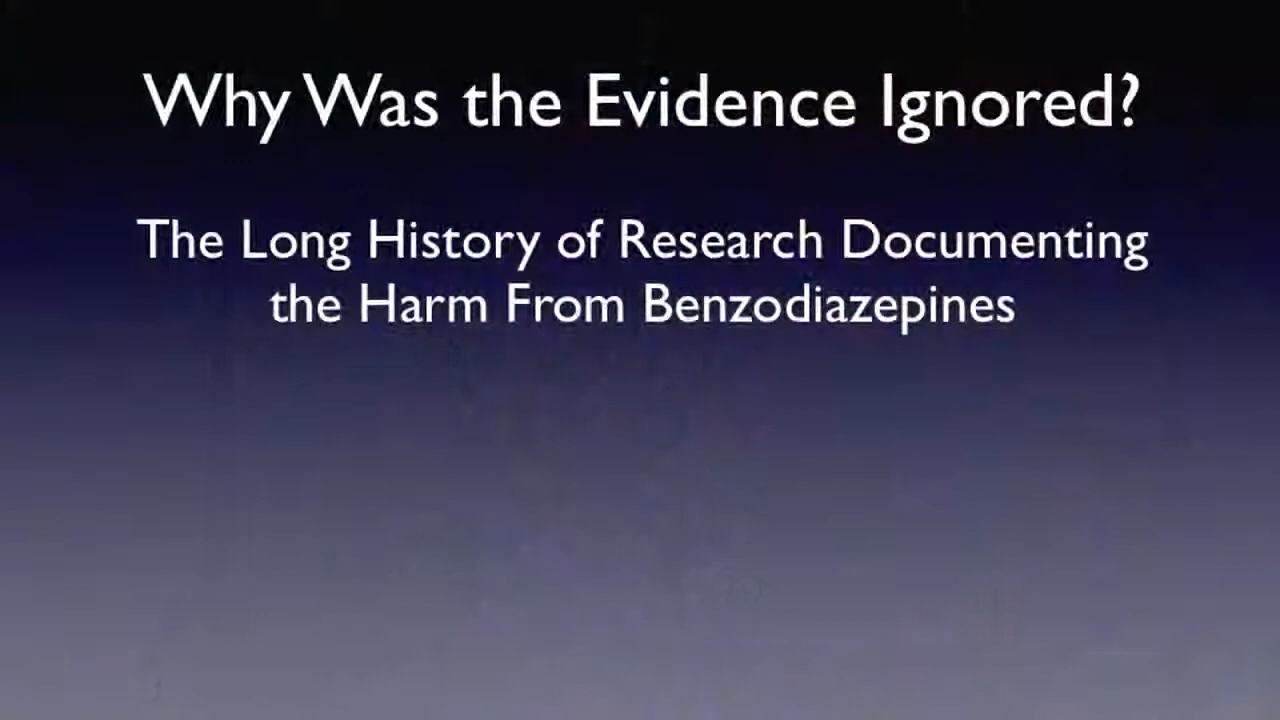 Why Was the Evidence Ignored?
The Long History of Research Documenting
the Harm From Benzodiazepines